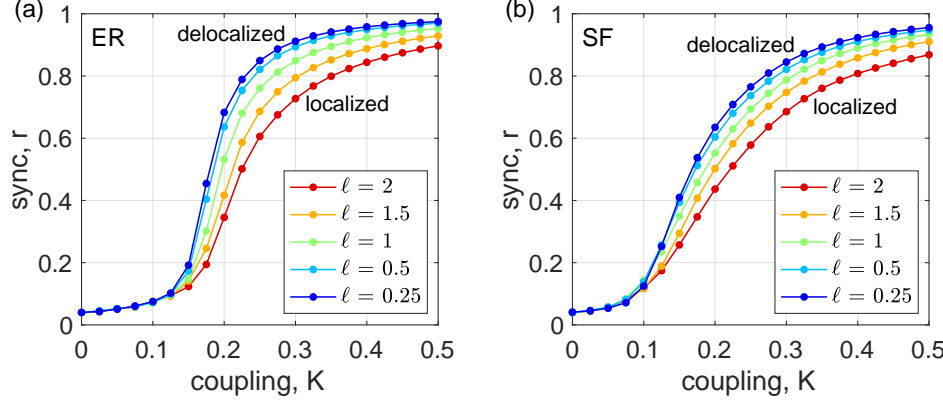 (a)
ER
delocalized
localized
sync, r
1
0.8
0.6
0.4
0.2
0
0
0.1
0.2
0.3
0.4
0.5
coupling, K
ℓ = 2
ℓ = 1.5
ℓ = 1
ℓ = 0.5
ℓ = 0.25
(b)
SF
delocalized
localized
sync, r
1
0.8
0.6
0.4
0.2
0
0
0.1
0.2
0.3
0.4
0.5
coupling, K
ℓ = 2
ℓ = 1.5
ℓ = 1
ℓ = 0.5
ℓ = 0.25